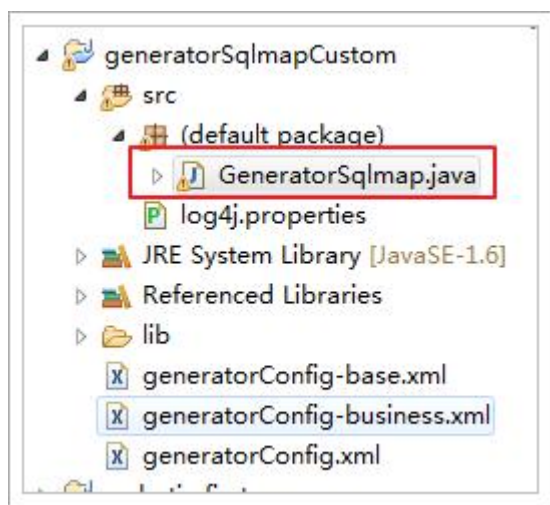 generatorSqlmapCustom
src
(default package)
GeneratorSqlmap.java
log4j.properties
JRE System Library [JavaSE-1.6]
Referenced Libraries
lib
generatorConfig-base.xml
generatorConfig-business.xml
generatorConfig.xml